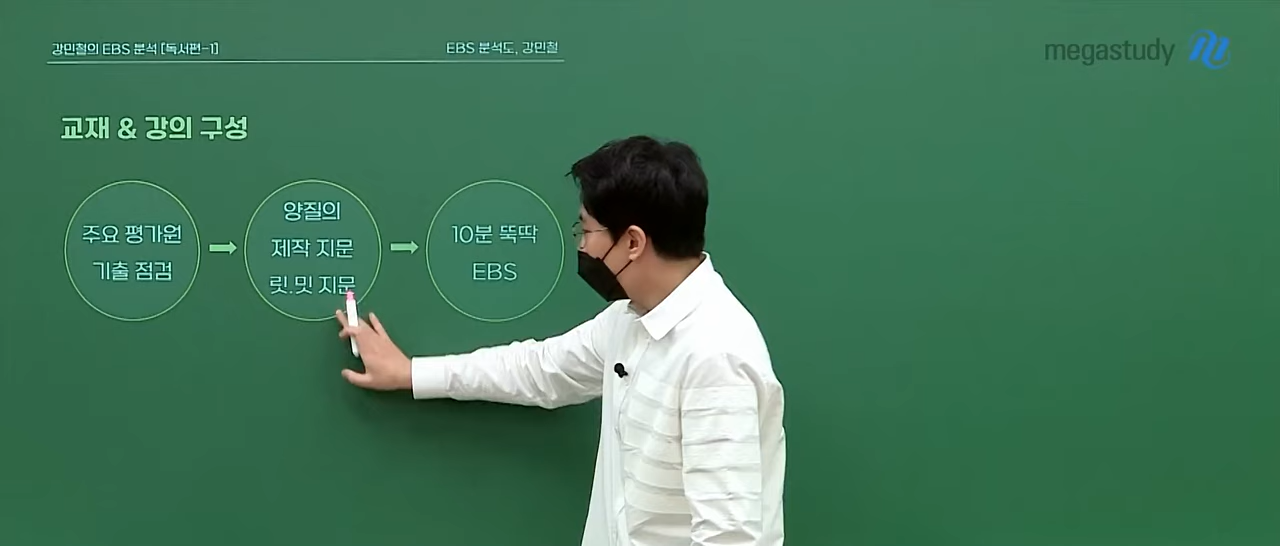 강민철의 EBS 분석 [독서편-1]
EBS 분석도, 강민철
megastudy
교재 & 강의 구성
주요 평가원
기출 점검
양질의
제작 지문
릿.밋 지문
10분 뚝딱
EBS